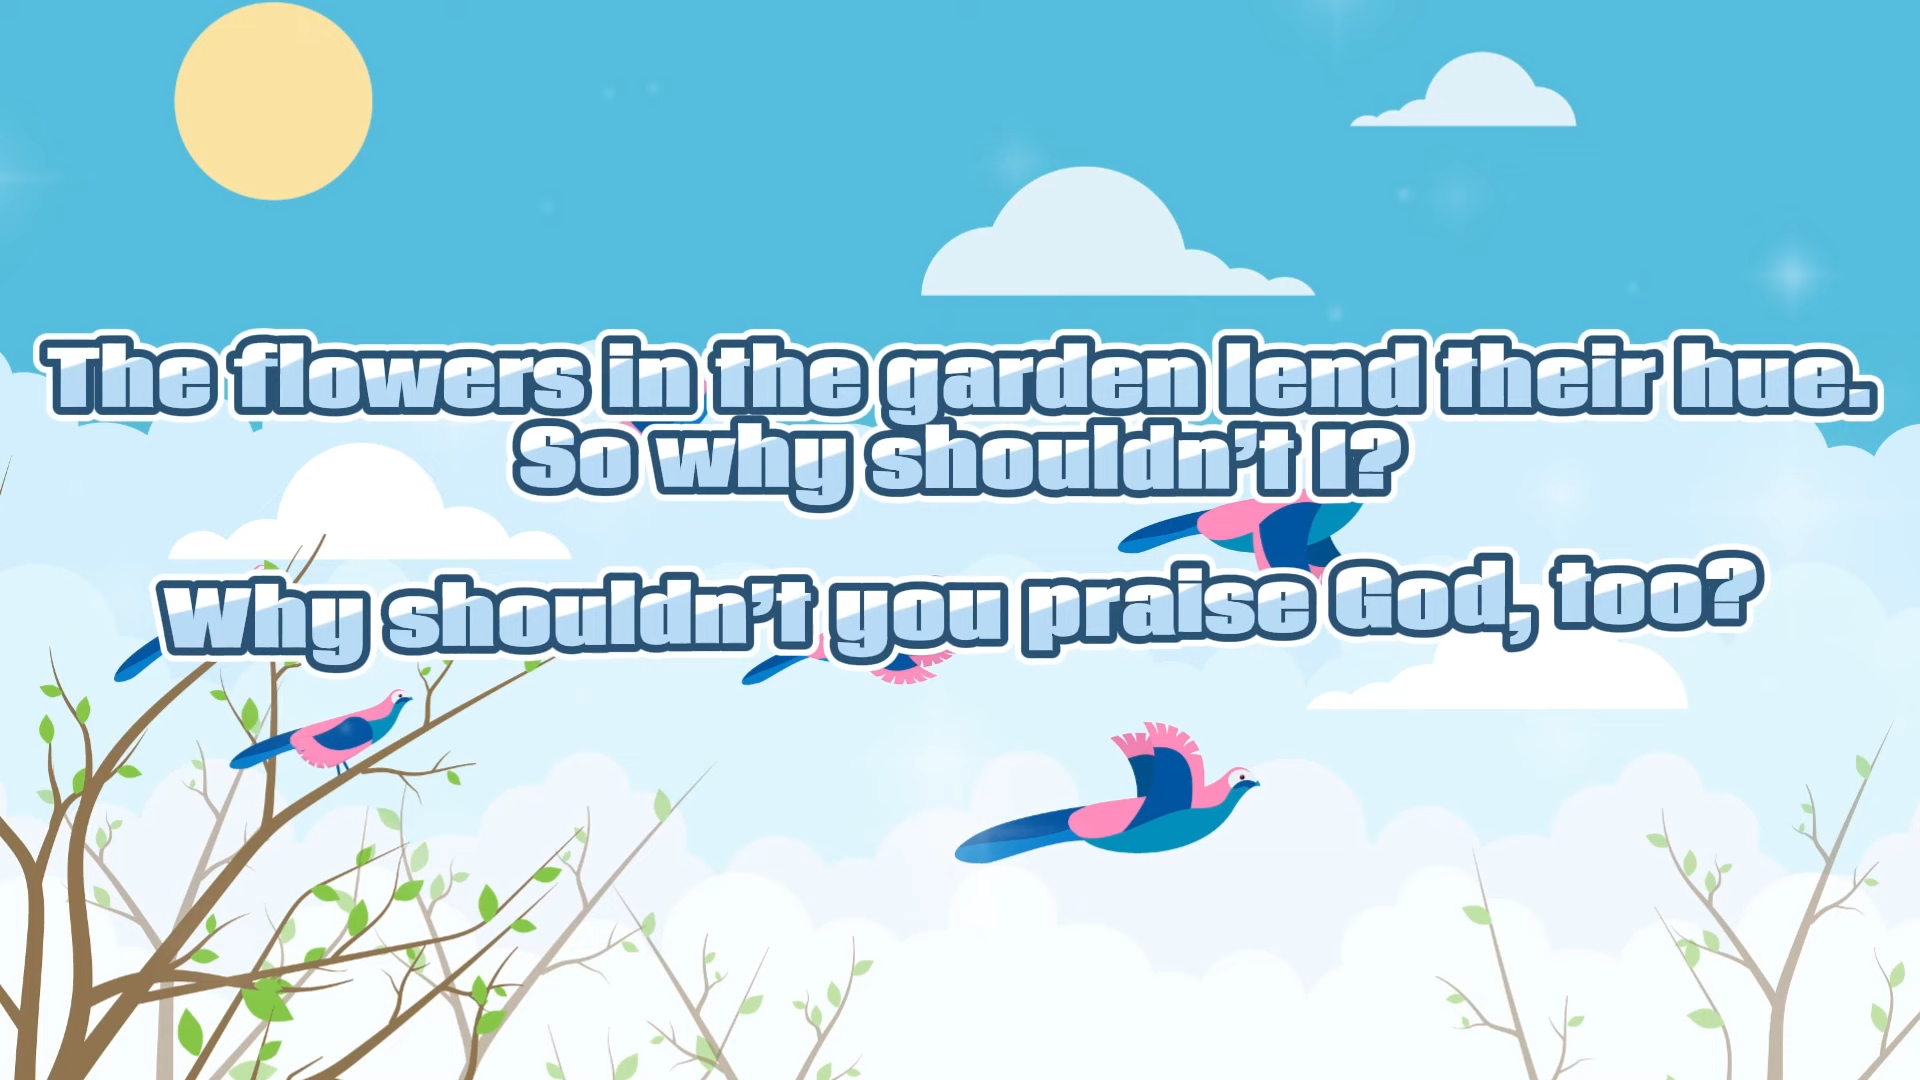 The flowers in the garden lend their hue.
So why shouldn't I?
Why shouldn't you praise God, too?